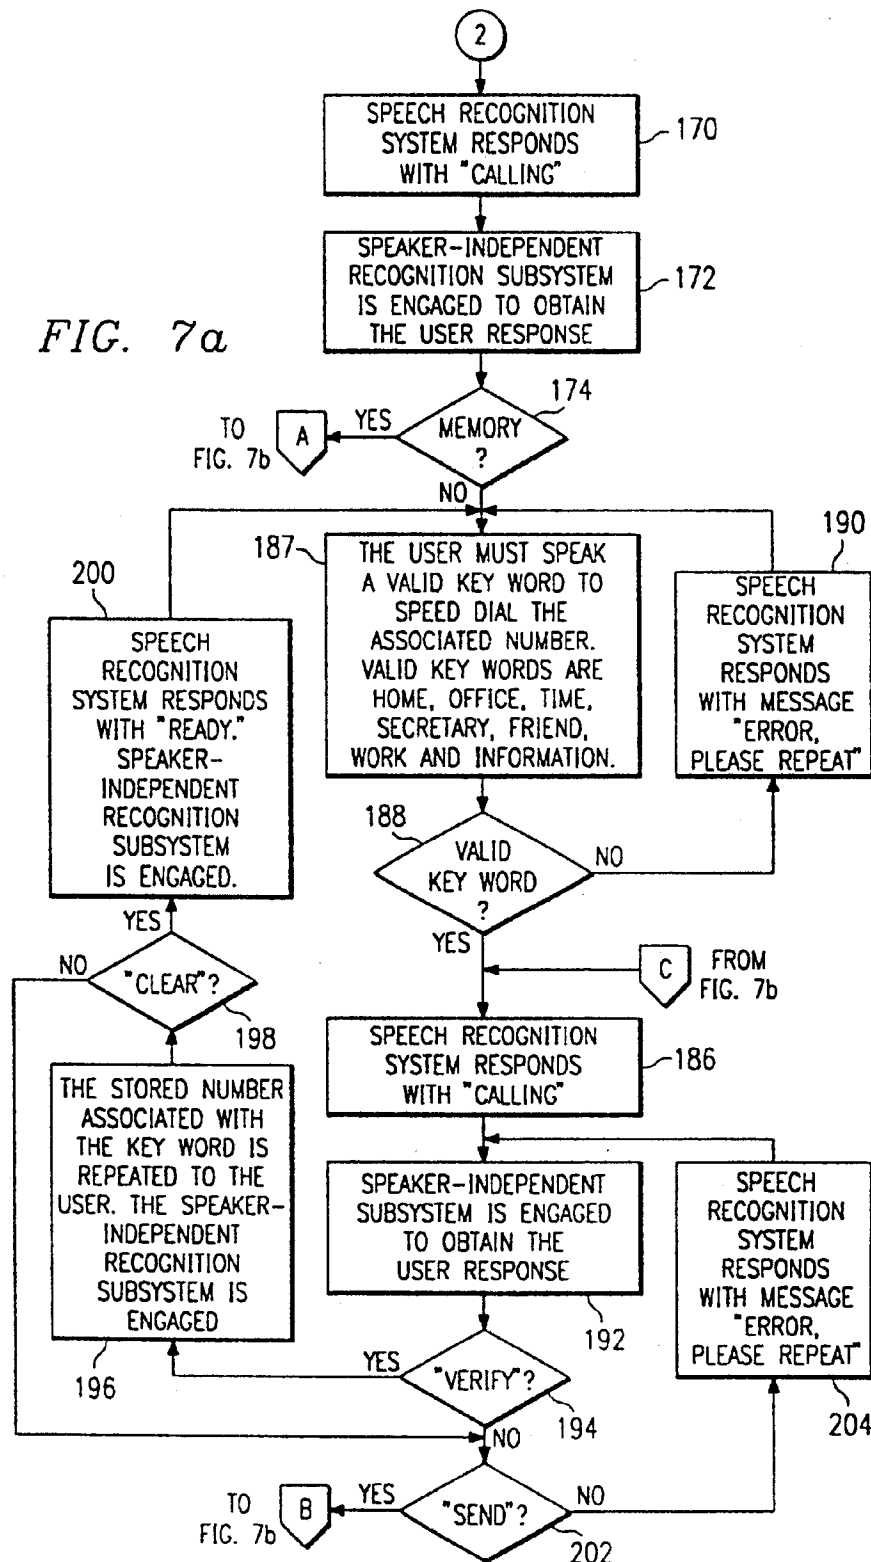 2
SPEECH RECOGNITION
SYSTEM RESPONDS
WITH "CALLING"
170
SPEAKER-INDEPENDENT
RECOGNITION SUBSYSTEM
IS ENGAGED TO OBTAIN
THE USER RESPONSE
172
FIG. 7a
174
MEMORY
?
YES
A
TO
FIG. 7b
NO
187
THE USER MUST SPEAK
A VALID KEY WORD TO
SPEED DIAL THE
ASSOCIATED NUMBER.
VALID KEY WORDS ARE
HOME, OFFICE, TIME,
SECRETARY, FRIEND,
WORK AND INFORMATION.
190
SPEECH
RECOGNITION
SYSTEM
RESPONDS
WITH MESSAGE
"ERROR,
PLEASE REPEAT"
200
SPEECH
RECOGNITION
SYSTEM RESPONDS
WITH "READY."
SPEAKER-
INDEPENDENT
RECOGNITION
SUBSYSTEM
IS ENGAGED.
188
VALID
KEY WORD
?
NO
YES
YES
NO
"CLEAR"?
198
C
FROM
FIG. 7b
SPEECH RECOGNITION
SYSTEM RESPONDS
WITH "CALLING"
186
THE STORED NUMBER
ASSOCIATED WITH
THE KEY WORD IS
REPEATED TO THE
USER. THE SPEAKER-
INDEPENDENT
RECOGNITION
SUBSYSTEM IS
ENGAGED
196
SPEAKER-INDEPENDENT
SUBSYSTEM IS ENGAGED
TO OBTAIN THE
USER RESPONSE
192
SPEECH
RECOGNITION
SYSTEM
RESPONDS
WITH MESSAGE
"ERROR,
PLEASE REPEAT"
204
YES
"VERIFY"?
194
NO
TO
FIG. 7b
B
YES
"SEND"?
NO
202